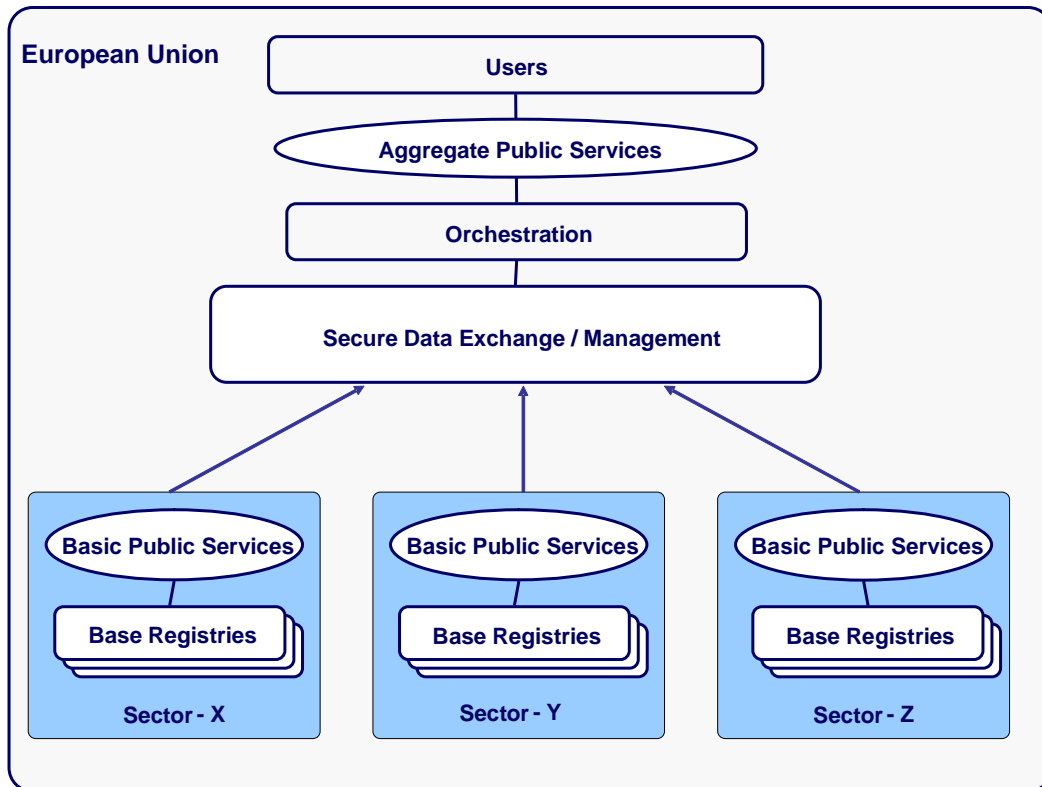 European Union
Users
Aggregate Public Services
Orchestration
Secure Data Exchange / Management
Basic Public Services
Basic Public Services
Basic Public Services
Base Registries
Base Registries
Base Registries
Sector - X
Sector - Y
Sector - Z